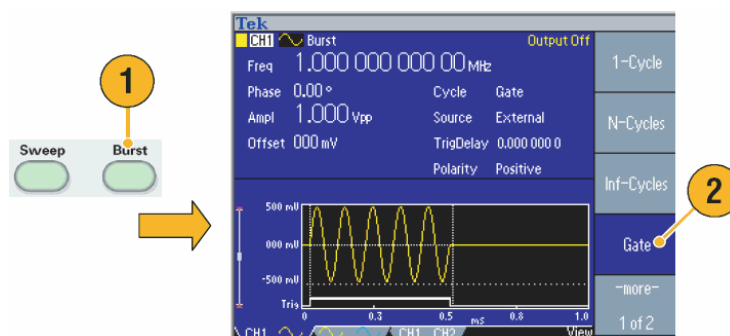 Tek
CH1 Burst Output Off
Freq 1.000 000 000 00 MHz
Phase 0.00 ° Cycle Gate
Ampl 1.000 Vpp Source External
Offset 000 mV TrigDelay 0.000 000 0
Polarity Positive
1-Cycle
N-Cycles
Inf-Cycles
Gate
-more-
1 of 2
1
Sweep Burst
2
500 mU
000 mU
-500 mU
Trig
0 0.3 0.5 ms 0.8 1.0
CH1 CH1 CH2 View